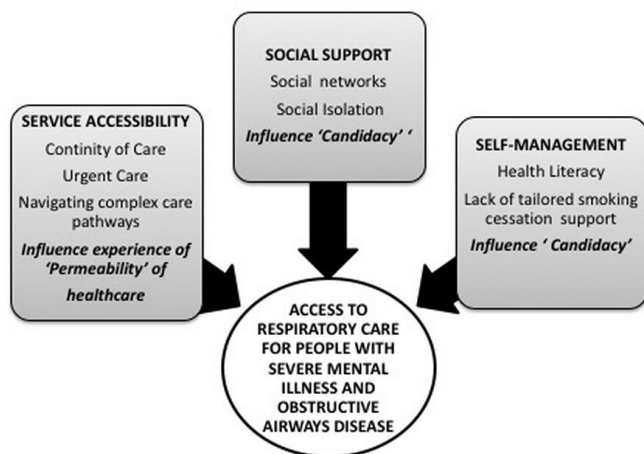 SOCIAL SUPPORT
Social networks
Social Isolation
Influence 'Candidacy' '
SERVICE ACCESSIBILITY
Continity of Care
Urgent Care
Navigating complex care
pathways
Influence experience of
'Permeability' of
healthcare
SELF-MANAGEMENT
Health Literacy
Lack of tailored smoking
cessation support
Influence ' Candidacy'
ACCESS TO
RESPIRATORY CARE
FOR PEOPLE WITH
SEVERE MENTAL
ILLNESS AND
OBSTRUCTIVE
AIRWAYS DISEASE